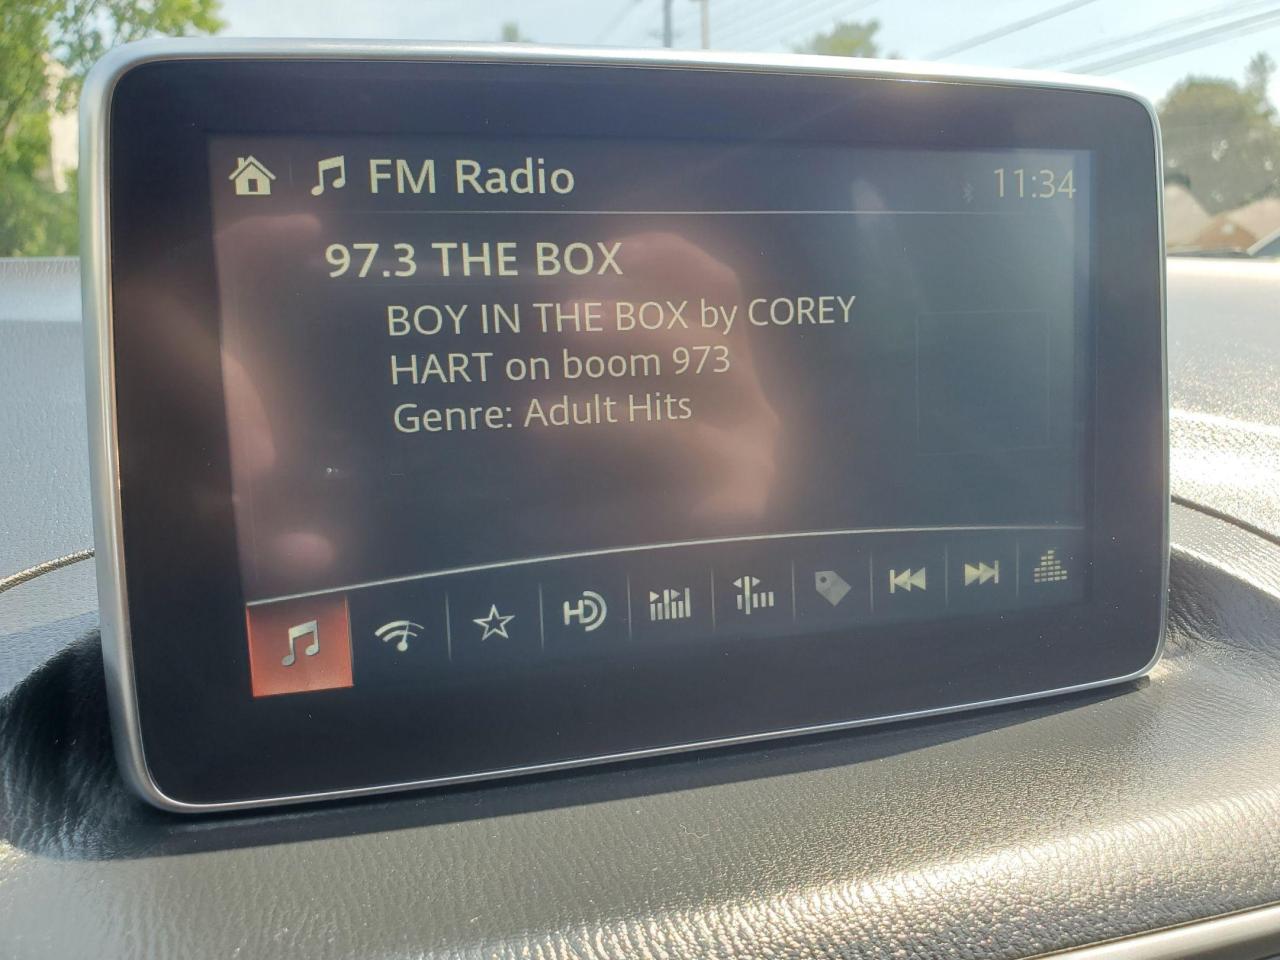 FM Radio
11:34
97.3 THE BOX
BOY IN THE BOX by COREY
HART on boom 973
Genre: Adult Hits
HD